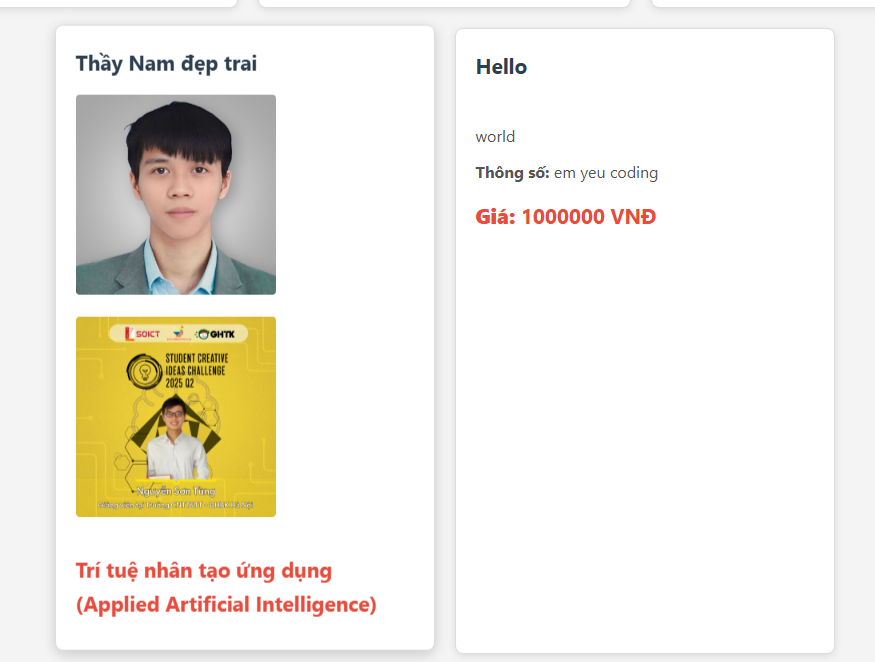 Thầy Nam đẹp trai
SOICT
GHTK
STUDENT CREATIVE
IDEAS CHALLENGE
2025 Q2
Nguyễn Sơn Tùng
Trí tuệ nhân tạo ứng dụng
(Applied Artificial Intelligence)
Hello
world
Thông số: em yeu coding
Giá: 1000000 VNĐ